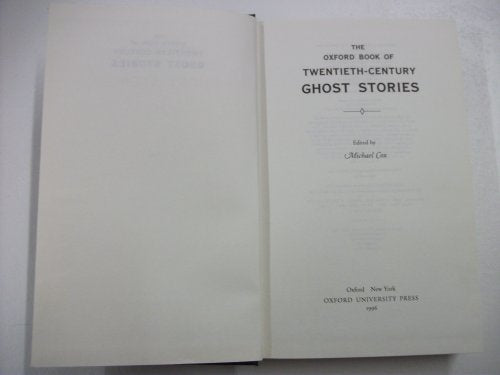 THE
OXFORD BOOK OF
TWENTIETH-CENTURY
GHOST STORIES
Edited by
Michael Cox
Oxford New York
OXFORD UNIVERSITY PRESS
1996